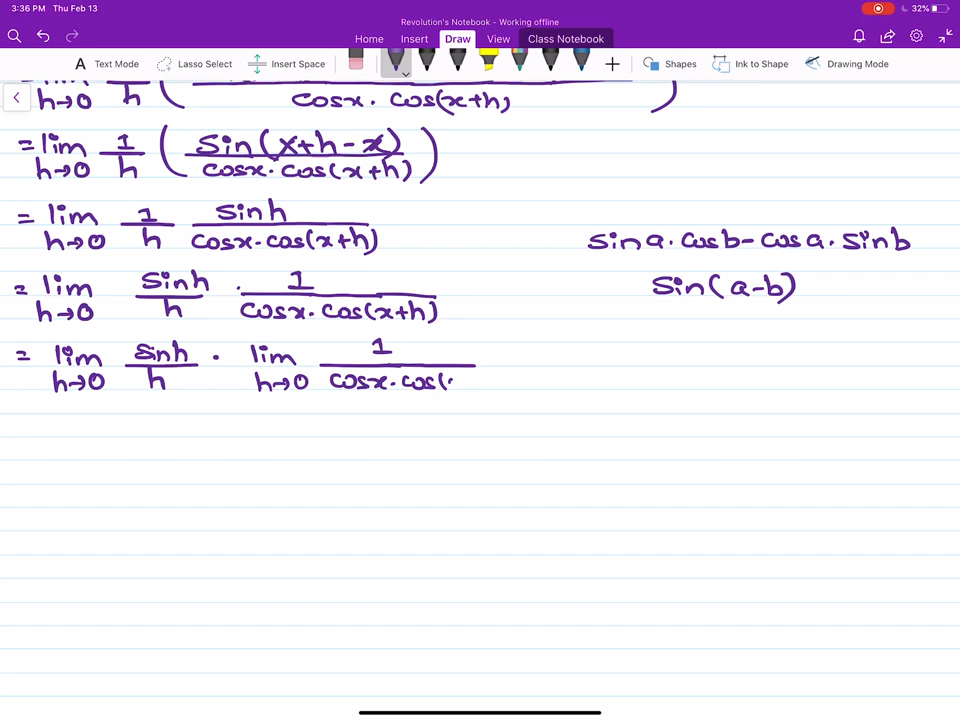 3:36 PM Thu Feb 13
32%
Revolution's Notebook - Working offline
Home Insert Draw View Class Notebook
Text Mode Lasso Select Insert Space Shapes Ink to Shape Drawing Mode
h→0 h ( cosx · cos(x+h) )
= lim 1/h ( sin(x+h-x) / cosx · cos(x+h) )
h→0
= lim 1/h sinh / cosx · cos(x+h)
h→0
sin a · cos b - cos a · sin b
= lim sinh/h · 1 / cosx · cos(x+h)
h→0
sin(a-b)
= lim sinh/h · lim 1 / cosx · cos(
h→0 h→0